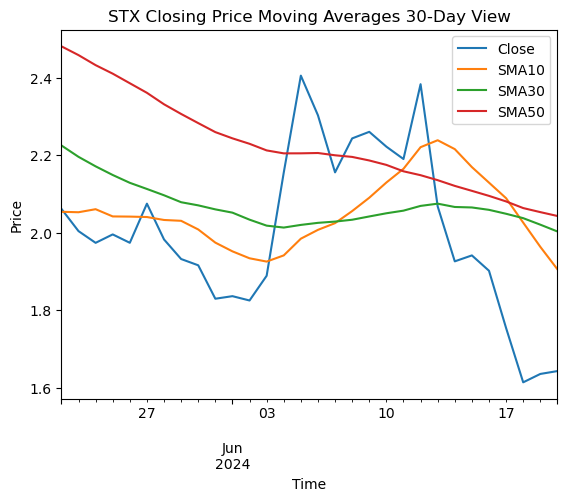 STX Closing Price Moving Averages 30-Day View
Close
SMA10
SMA30
SMA50
Price
2.4
2.2
2.0
1.8
1.6
27 03 10 17
Jun
2024
Time